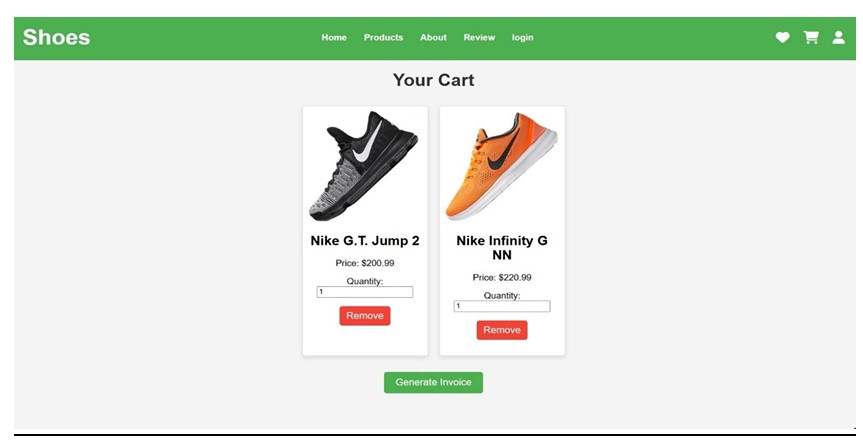 Shoes
Home Products About Review login
Your Cart
Nike G.T. Jump 2
Price: $200.99
Quantity:
1
Remove
Nike Infinity G
NN
Price: $220.99
Quantity:
1
Remove
Generate Invoice